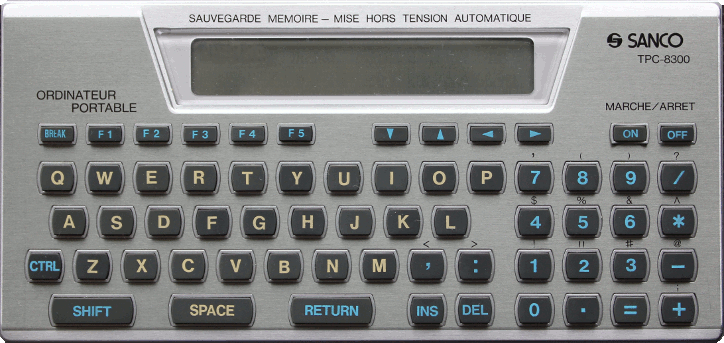 SAUVEGARDE MEMOIRE – MISE HORS TENSION AUTOMATIQUE
SANCO
TPC-8300
ORDINATEUR
PORTABLE
MARCHE/ARRET
BREAK F1 F2 F3 F4 F5 ▼ ▲ ◄ ► ON OFF
' ( ) ?
Q W E R T Y U I O P 7 8 9 /
$ % & ^
A S D F G H J K L 4 5 6 *
< > ! " # @
CTRL Z X C V B N M , : 1 2 3 –
;
SHIFT SPACE RETURN INS DEL 0 . = +